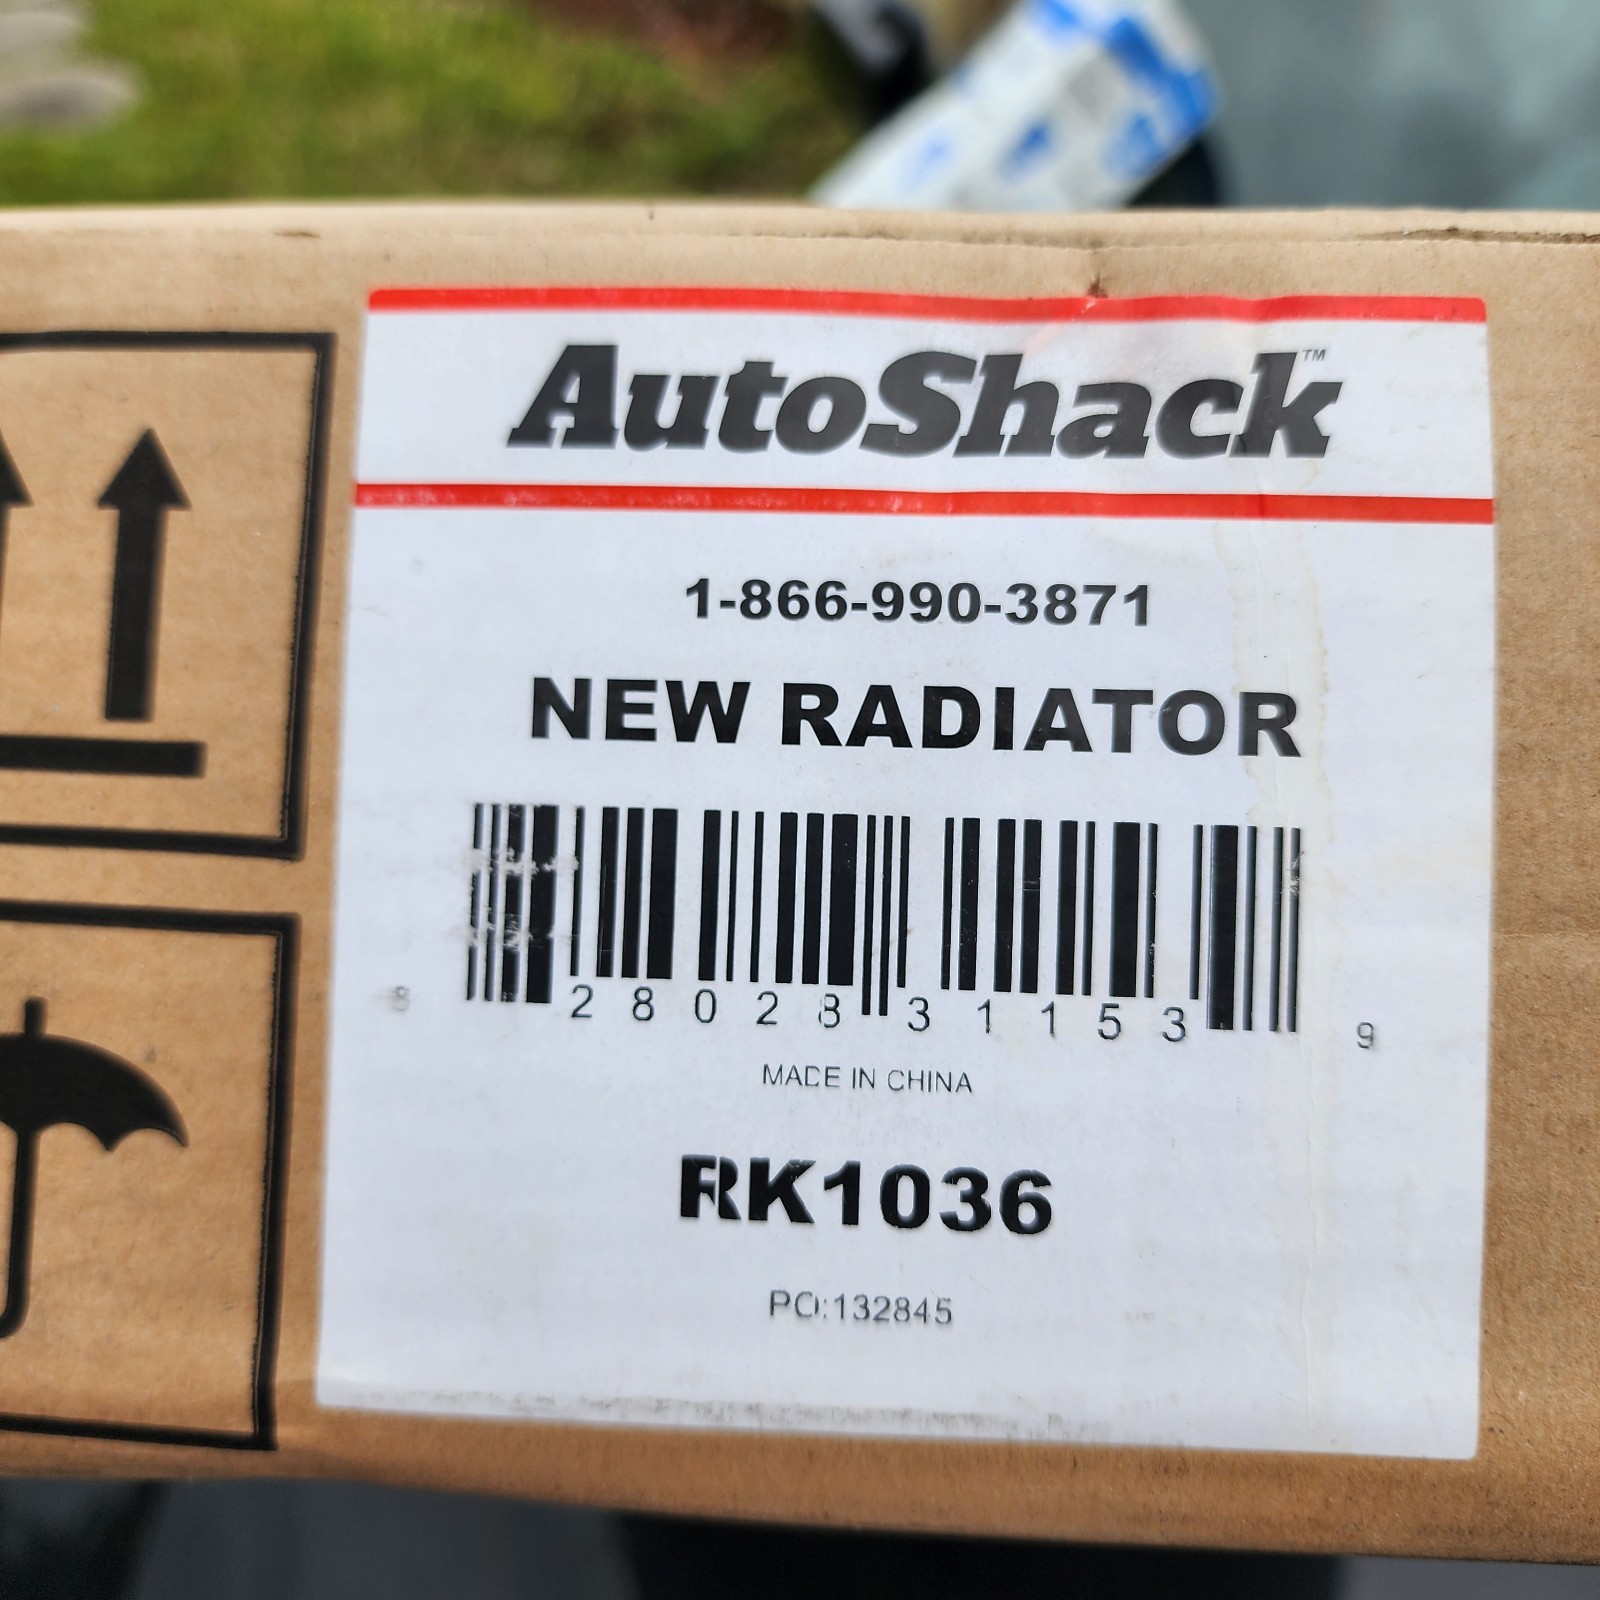 AutoShack™
1-866-990-3871
NEW RADIATOR
8 28028 31153 9
MADE IN CHINA
RK1036
PO:132845